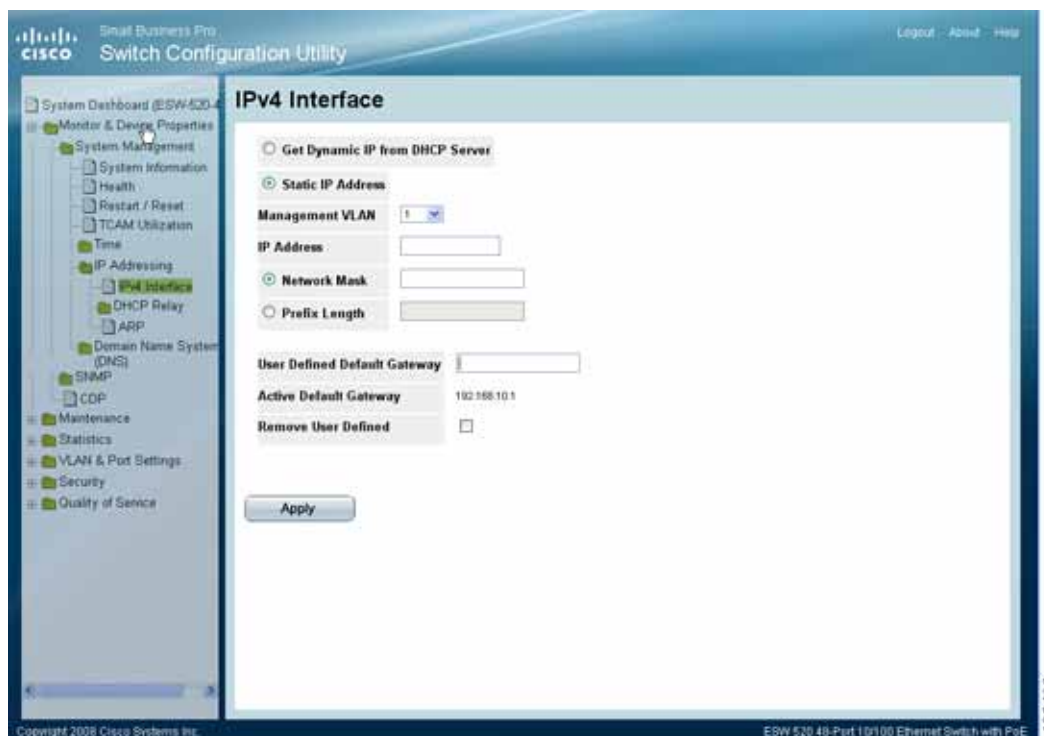 Small Business Pro
CISCO Switch Configuration Utility
Logout About Help
System Dashboard (ESW-520-4
Monitor & Device Properties
System Management
System Information
Health
Restart / Reset
TCAM Utilization
Time
IP Addressing
IPv4 Interface
DHCP Relay
ARP
Domain Name System
(DNS)
SNMP
CDP
Maintenance
Statistics
VLAN & Port Settings
Security
Quality of Service
IPv4 Interface
Get Dynamic IP from DHCP Server
Static IP Address
Management VLAN 1
IP Address
Network Mask
Prefix Length
User Defined Default Gateway
Active Default Gateway 192.168.10.1
Remove User Defined
Apply
Copyright 2008 Cisco Systems Inc.
ESW 520 48-Port 10/100 Ethernet Switch with PoE